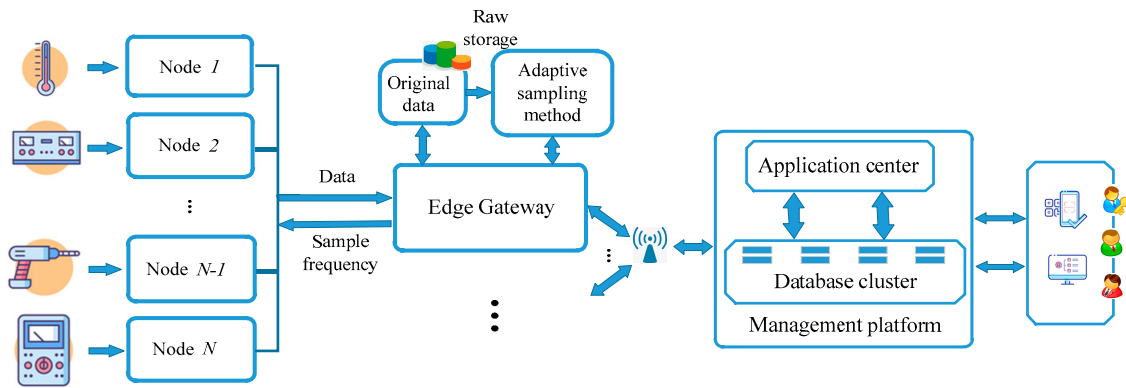 Node 1
Node 2
...
Node N-1
Node N
Data
Sample
frequency
Raw
storage
Original
data
Adaptive
sampling
method
Edge Gateway
...
...
Application center
Database cluster
Management platform